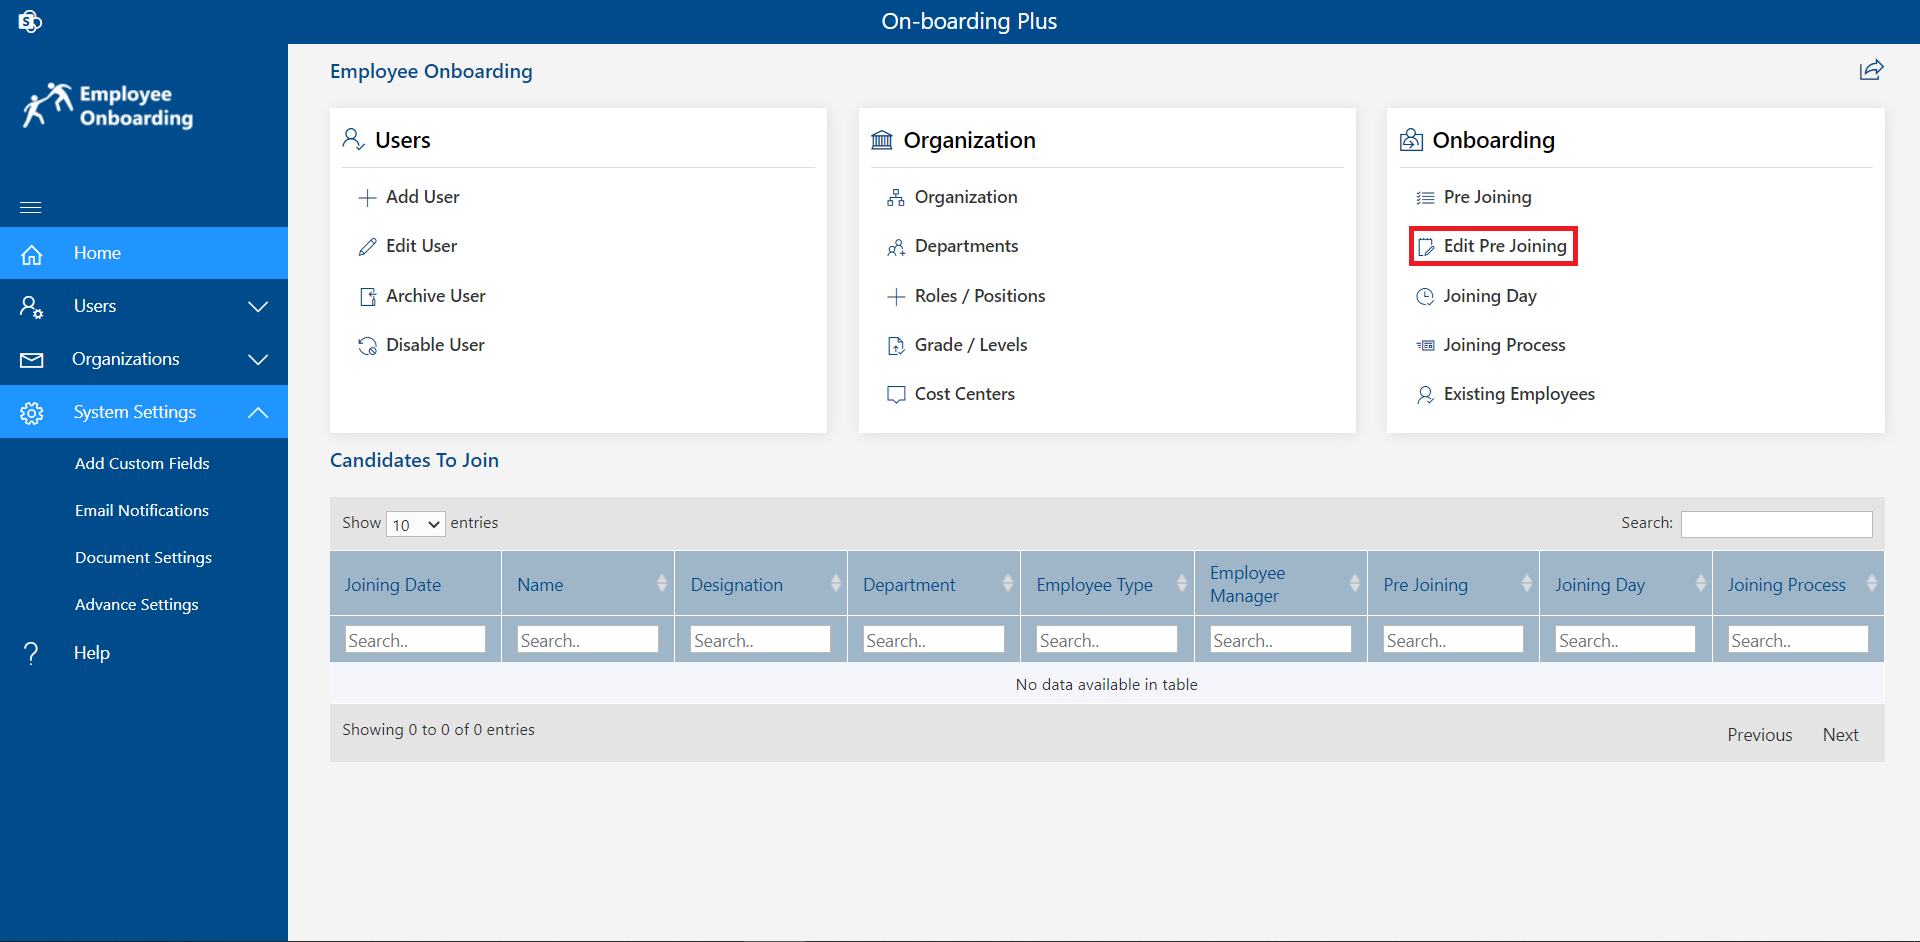 On-boarding Plus
Employee
Onboarding
Home
Users
Organizations
System Settings
Add Custom Fields
Email Notifications
Document Settings
Advance Settings
Help
Employee Onboarding
Users
Add User
Edit User
Archive User
Disable User
Organization
Organization
Departments
Roles / Positions
Grade / Levels
Cost Centers
Onboarding
Pre Joining
Edit Pre Joining
Joining Day
Joining Process
Existing Employees
Candidates To Join
Show 10 entries
Search:
Joining Date Name Designation Department Employee Type Employee Manager Pre Joining Joining Day Joining Process
Search.. Search.. Search.. Search.. Search.. Search.. Search.. Search.. Search..
No data available in table
Showing 0 to 0 of 0 entries
Previous Next